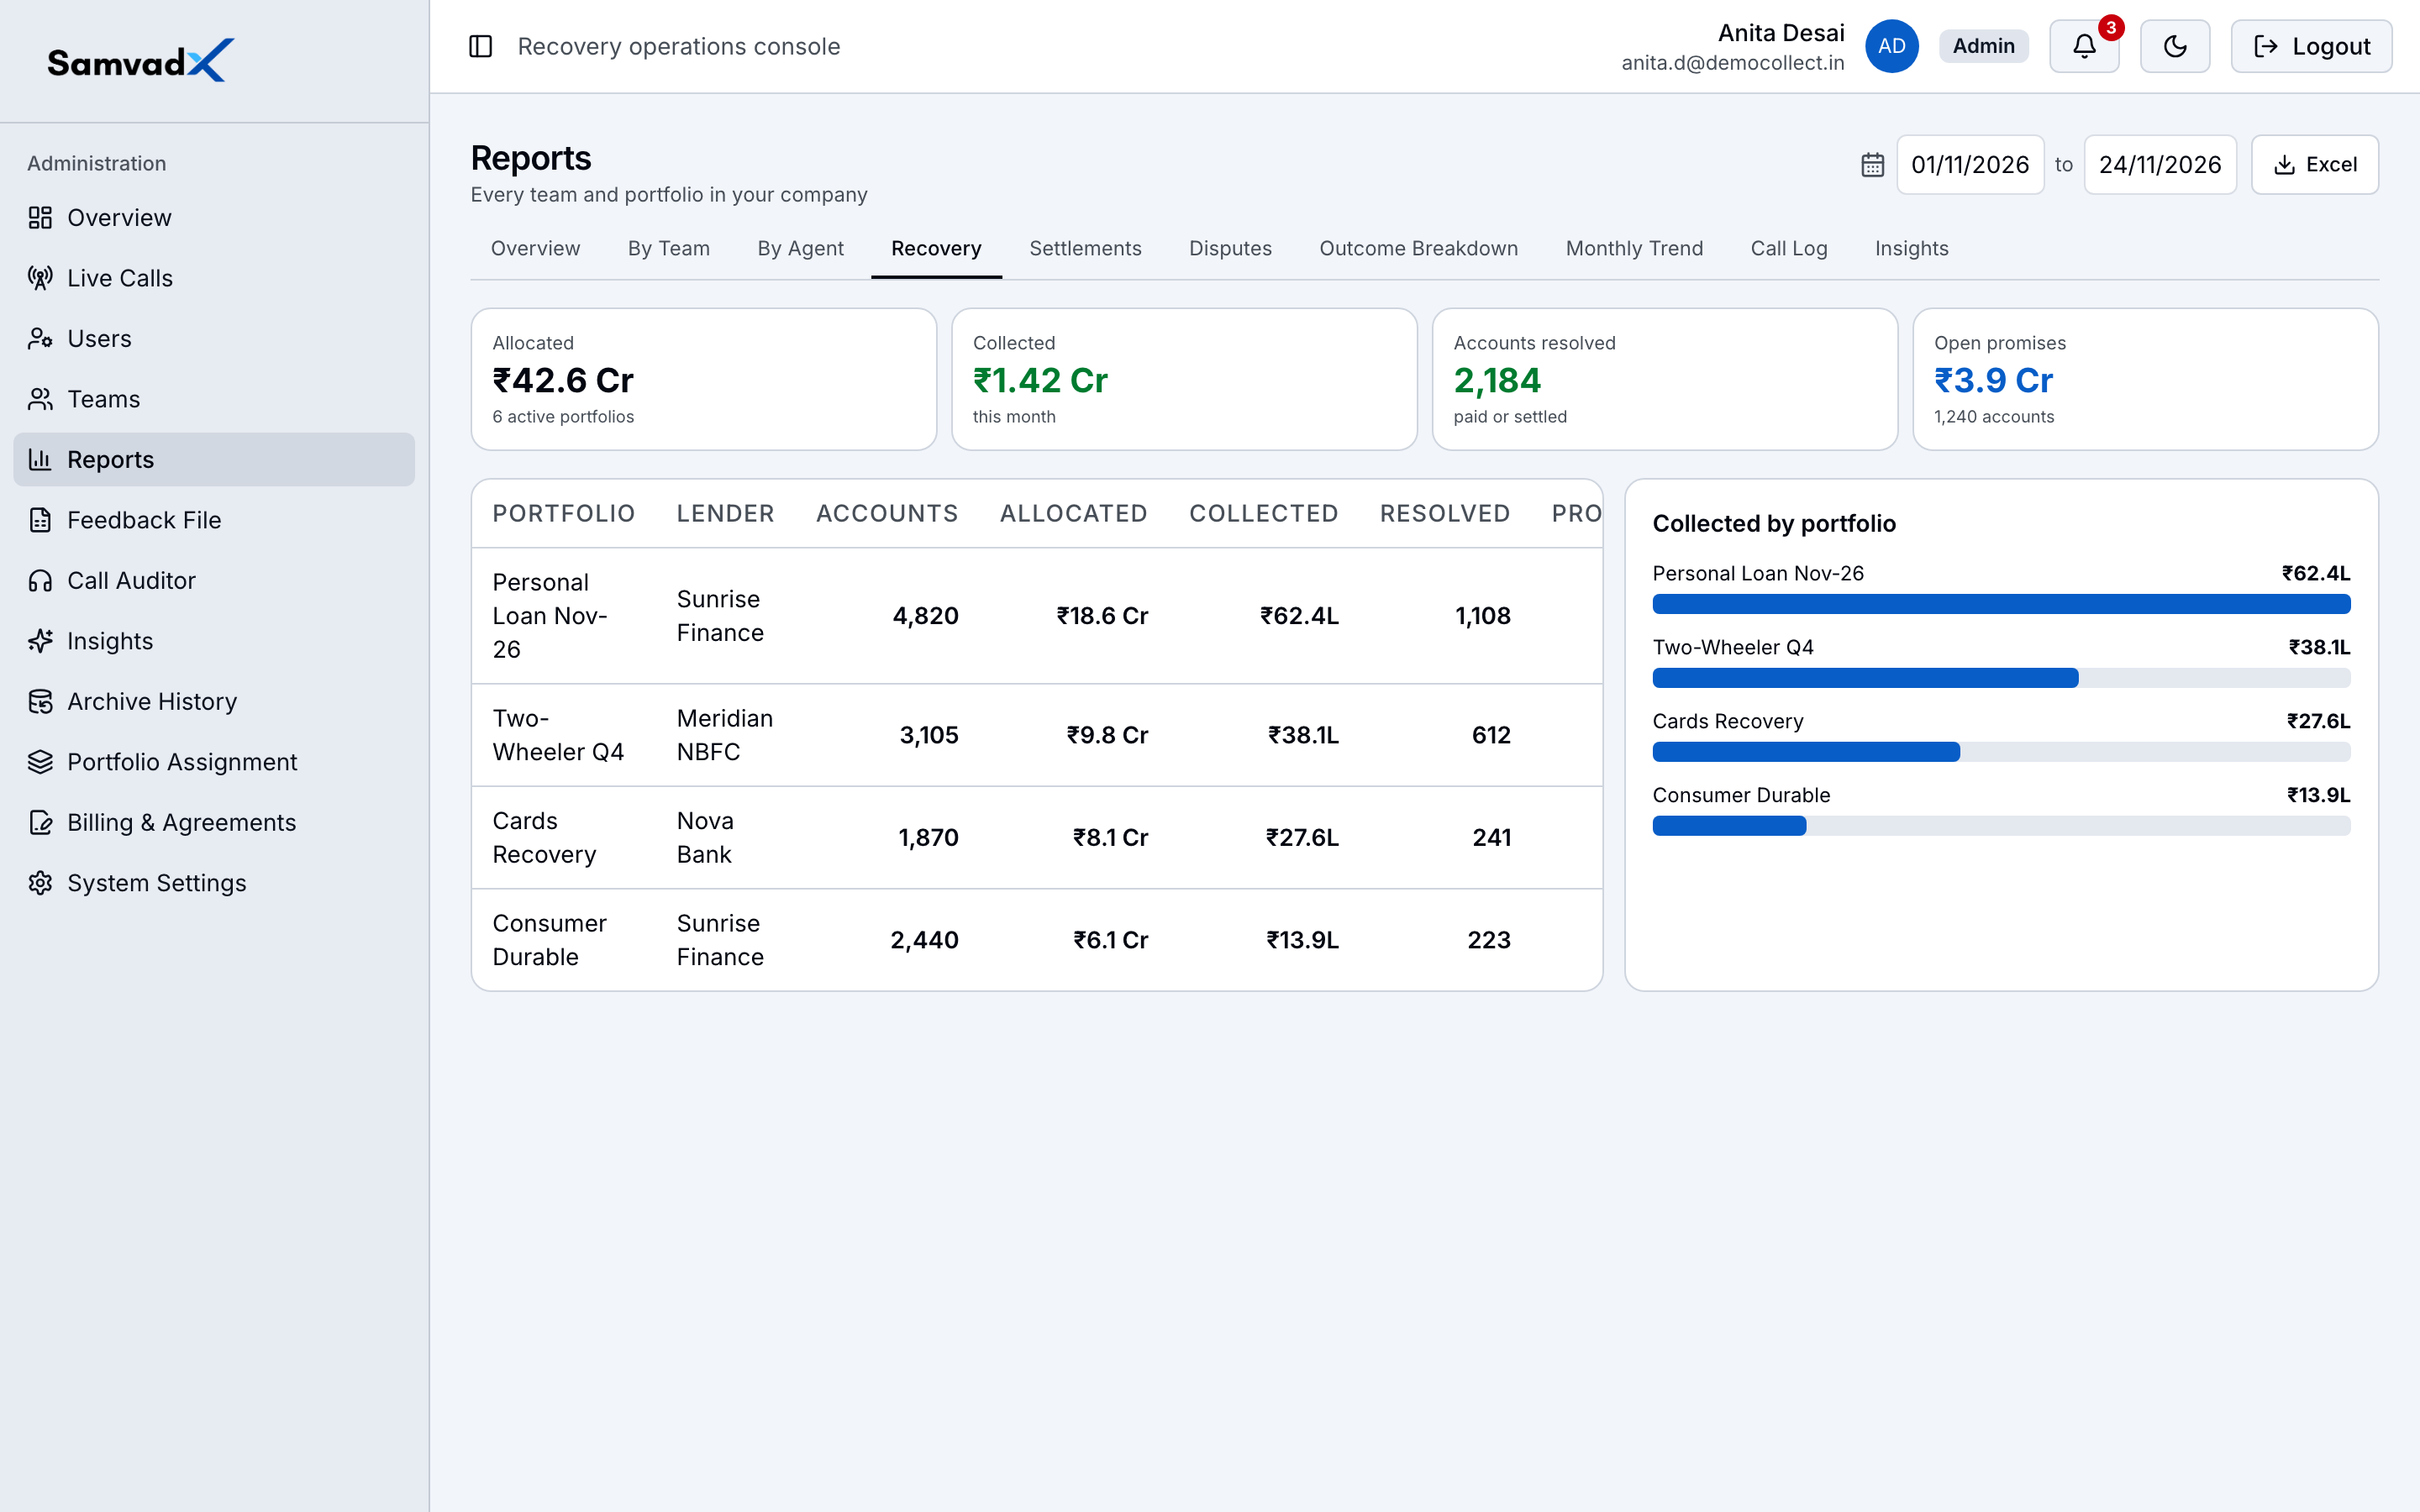 SamvadX
Recovery operations console
Anita Desai
anita.d@democollect.in
AD
Admin
3
Logout
Administration
Overview
Live Calls
Users
Teams
Reports
Feedback File
Call Auditor
Insights
Archive History
Portfolio Assignment
Billing & Agreements
System Settings
Reports
Every team and portfolio in your company
01/11/2026 to 24/11/2026
Excel
Overview By Team By Agent Recovery Settlements Disputes Outcome Breakdown Monthly Trend Call Log Insights
Allocated
₹42.6 Cr
6 active portfolios
Collected
₹1.42 Cr
this month
Accounts resolved
2,184
paid or settled
Open promises
₹3.9 Cr
1,240 accounts
PORTFOLIO LENDER ACCOUNTS ALLOCATED COLLECTED RESOLVED PRO
Personal
Loan Nov-
26
Sunrise
Finance
4,820 ₹18.6 Cr ₹62.4L 1,108
Two-
Wheeler Q4
Meridian
NBFC
3,105 ₹9.8 Cr ₹38.1L 612
Cards
Recovery
Nova
Bank
1,870 ₹8.1 Cr ₹27.6L 241
Consumer
Durable
Sunrise
Finance
2,440 ₹6.1 Cr ₹13.9L 223
Collected by portfolio
Personal Loan Nov-26 ₹62.4L
Two-Wheeler Q4 ₹38.1L
Cards Recovery ₹27.6L
Consumer Durable ₹13.9L